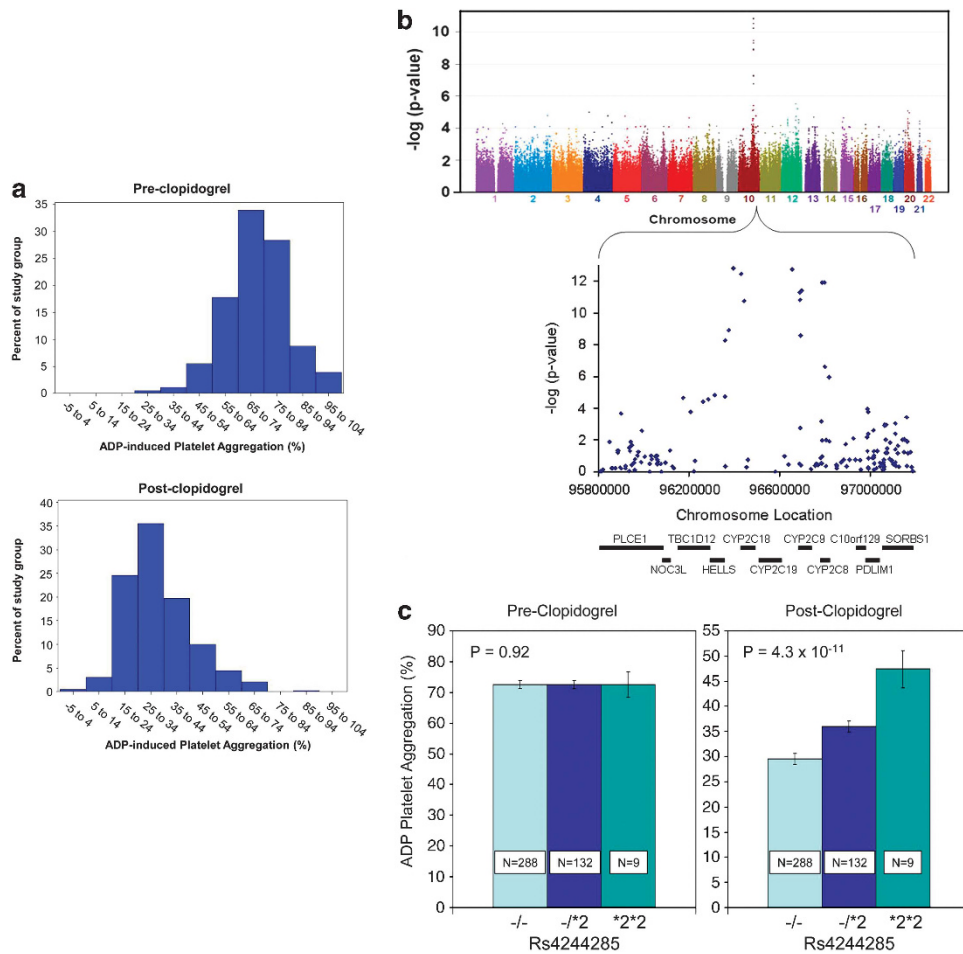 a
Pre-clopidogrel
Percent of study group
35
30
25
20
15
10
5
0
-5 to 4
5 to 14
15 to 24
25 to 34
35 to 44
45 to 54
55 to 64
65 to 74
75 to 84
85 to 94
95 to 104
ADP-induced Platelet Aggregation (%)
Post-clopidogrel
Percent of study group
40
35
30
25
20
15
10
5
0
-5 to 4
5 to 14
15 to 24
25 to 34
35 to 44
45 to 54
55 to 64
65 to 74
75 to 84
85 to 94
95 to 104
ADP-induced Platelet Aggregation (%)
b
-log (p-value)
10
8
6
4
2
0
1 2 3 4 5 6 7 8 9 10 11 12 13 14 15 16 17 18 19 20 21 22
Chromosome
-log (p-value)
12
10
8
6
4
2
0
95800000 96200000 96600000 97000000
Chromosome Location
PLCE1 TBC1D12 CYP2C18 CYP2C9 C10orf129 SORBS1
NOC3L HELLS CYP2C19 CYP2C8 PDLIM1
c
Pre-Clopidogrel
ADP Platelet Aggregation (%)
90
80
70
60
50
40
30
20
10
0
P = 0.92
N=288 N=132 N=9
-/- -/*2 *2*2
Rs4244285
Post-Clopidogrel
55
50
45
40
35
30
25
20
15
10
5
0
P = 4.3 x 10⁻¹¹
N=288 N=132 N=9
-/- -/*2 *2*2
Rs4244285